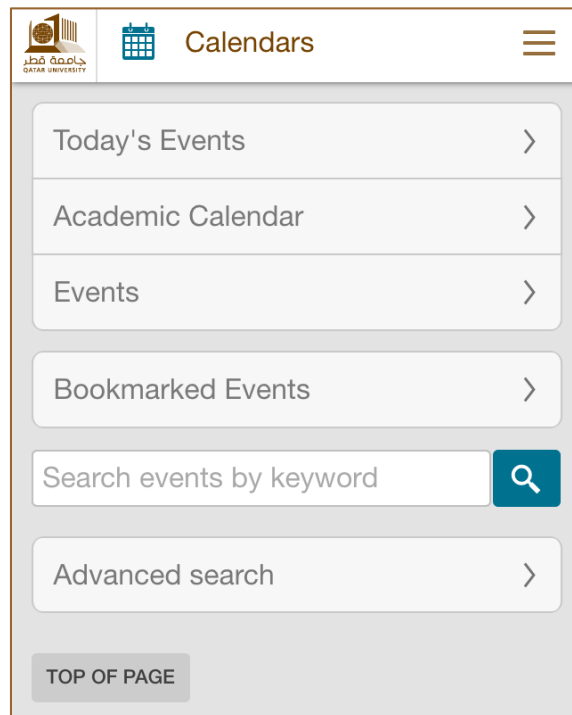 جامعة قطر
QATAR UNIVERSITY
Calendars
Today's Events
Academic Calendar
Events
Bookmarked Events
Search events by keyword
Advanced search
TOP OF PAGE